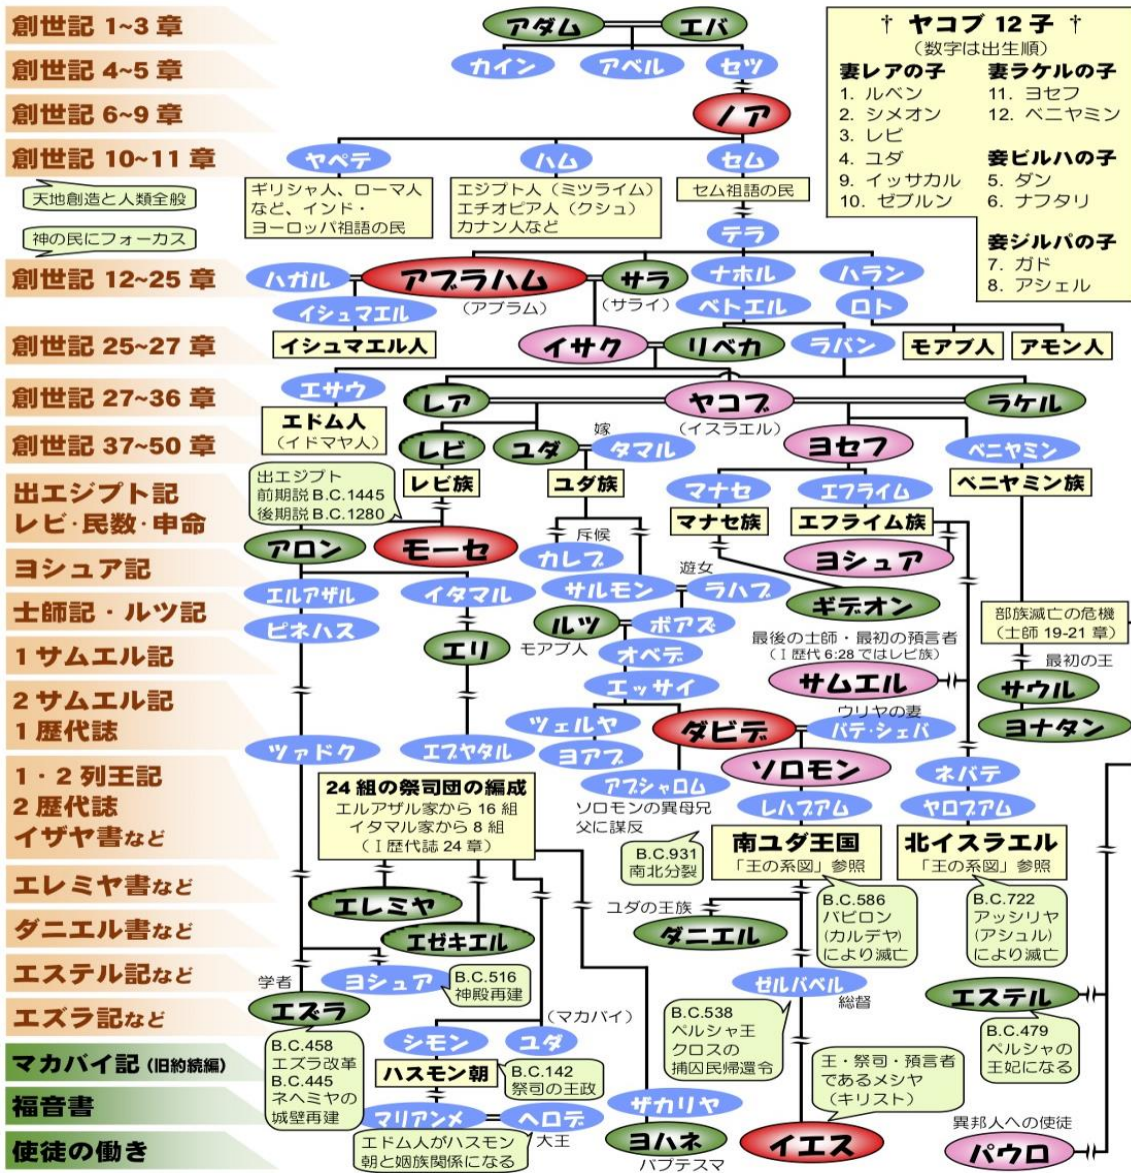 創世記 1~3 章
創世記 4~5 章
創世記 6~9 章
創世記 10~11 章
天地創造と人類全般
神の民にフォーカス
創世記 12~25 章
創世記 25~27 章
創世記 27~36 章
創世記 37~50 章
出エジプト記
レビ・民数・申命
ヨシュア記
士師記・ルツ記
1 サムエル記
2 サムエル記
1 歴代誌
1・2 列王記
2 歴代誌
イザヤ書など
エレミヤ書など
ダニエル書など
エステル記など
エズラ記など
マカバイ記 (旧約続編)
福音書
使徒の働き
† ヤコブ 12 子 †
(数字は出生順)
妻レアの子
1. ルベン
2. シメオン
3. レビ
4. ユダ
9. イッサカル
10. ゼブルン
妻ラケルの子
11. ヨセフ
12. ベニヤミン
妾ビルハの子
5. ダン
6. ナフタリ
妾ジルパの子
7. ガド
8. アシェル
アダム
エバ
カイン
アベル
セツ
ノア
ヤペテ
ハム
セム
ギリシャ人、ローマ人
など、インド・
ヨーロッパ祖語の民
エジプト人（ミツライム）
エチオピア人（クシュ）
カナン人など
セム祖語の民
テラ
ハガル
アブラハム
(アブラム)
サラ
(サライ)
ナホル
ハラン
イシュマエル
ベトエル
ロト
イシュマエル人
イサク
リベカ
ラバン
モアブ人
アモン人
エサウ
エドム人
(イドマヤ人)
レア
ヤコブ
(イスラエル)
ラケル
レビ
ユダ
嫁
タマル
ヨセフ
ベニヤミン
出エジプト
前期説 B.C.1445
後期説 B.C.1280
レビ族
ユダ族
マナセ
エフライム
ベニヤミン族
マナセ族
エフライム族
アロン
モーセ
斥候
カレブ
ヨシュア
遊女
エルアザル
イタマル
サルモン
ラハブ
ギデオン
ピネハス
エリ
ルツ
モアブ人
ボアズ
オベデ
最後の士師・最初の預言者
(Ⅰ歴代 6:28 ではレビ族)
部族滅亡の危機
(士師 19-21 章)
最初の王
エッサイ
サムエル
サウル
ヨナタン
ツェルヤ
ダビデ
ウリヤの妻
バテ・シェバ
ツァドク
エブヤタル
ヨアブ
アブシャロム
ソロモン
ネバテ
ソロモンの異母兄
父に謀反
レハブアム
ヤロブアム
24 組の祭司団の編成
エルアザル家から 16 組
イタマル家から 8 組
(Ⅰ歴代誌 24 章)
B.C.931
南北分裂
南ユダ王国
「王の系図」参照
北イスラエル
「王の系図」参照
エレミヤ
エゼキエル
ユダの王族
ダニエル
B.C.586
バビロン
(カルデヤ)
により滅亡
B.C.722
アッシリヤ
(アシュル)
により滅亡
学者
エズラ
ヨシュア
B.C.516
神殿再建
ゼルバベル
総督
エステル
B.C.458
エズラ改革
B.C.445
ネヘミヤの
城壁再建
(マカバイ)
シモン
ユダ
ハスモン朝
B.C.142
祭司の王政
B.C.538
ペルシャ王
クロスの
捕囚民帰還令
B.C.479
ペルシャの
王妃になる
王・祭司・預言者
であるメシヤ
(キリスト)
マリアンメ
ヘロデ
大王
エドム人がハスモン
朝と姻族関係になる
ザカリヤ
ヨハネ
バプテスマ
イエス
異邦人への使徒
パウロ